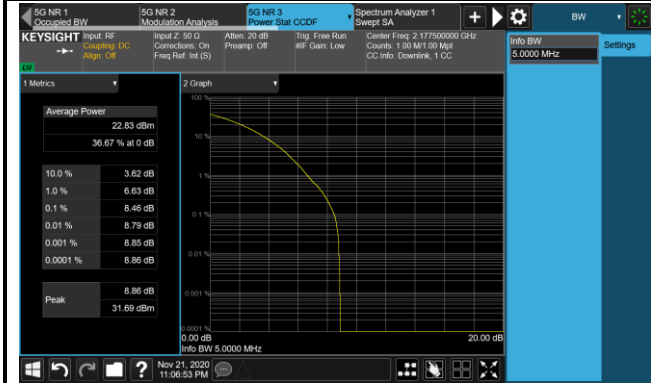 5G NR 1
Occupied BW
5G NR 2
Modulation Analysis
5G NR 3
Power Stat CCDF
Spectrum Analyzer 1
Swept SA
BW
KEYSIGHT
Input: RF
Coupling: DC
Align: Off
Input Z: 50 Ω
Corrections: On
Freq Ref: Int (S)
Atten: 20 dB
Preamp: Off
Trig: Free Run
#IF Gain: Low
Center Freq: 2.177500000 GHz
Counts: 1.00 M/1.00 Mpt
CC Info: Downlink, 1 CC
Info BW
5.0000 MHz
Settings
1 Metrics
2 Graph
Average Power
22.83 dBm
36.67 % at 0 dB
10.0 % 3.62 dB
1.0 % 6.63 dB
0.1 % 8.46 dB
0.01 % 8.79 dB
0.001 % 8.85 dB
0.0001 % 8.86 dB
Peak
8.86 dB
31.69 dBm
100 %
10 %
1 %
0.1 %
0.01 %
0.001 %
0.0001 %
0.00 dB
20.00 dB
Info BW 5.0000 MHz
?
Nov 21, 2020
11:06:53 PM